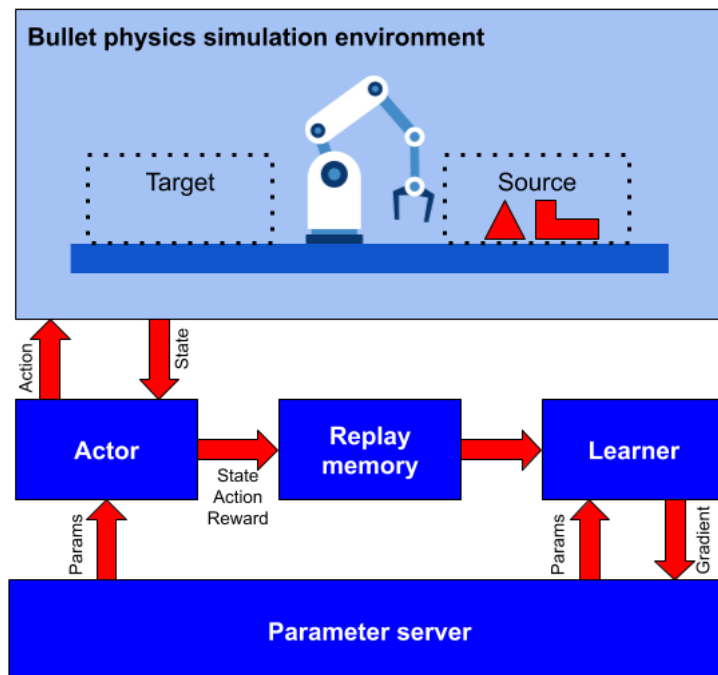 Bullet physics simulation environment
Target
Source
Action
State
Actor
Replay
memory
Learner
State
Action
Reward
Params
Params
Gradient
Parameter server